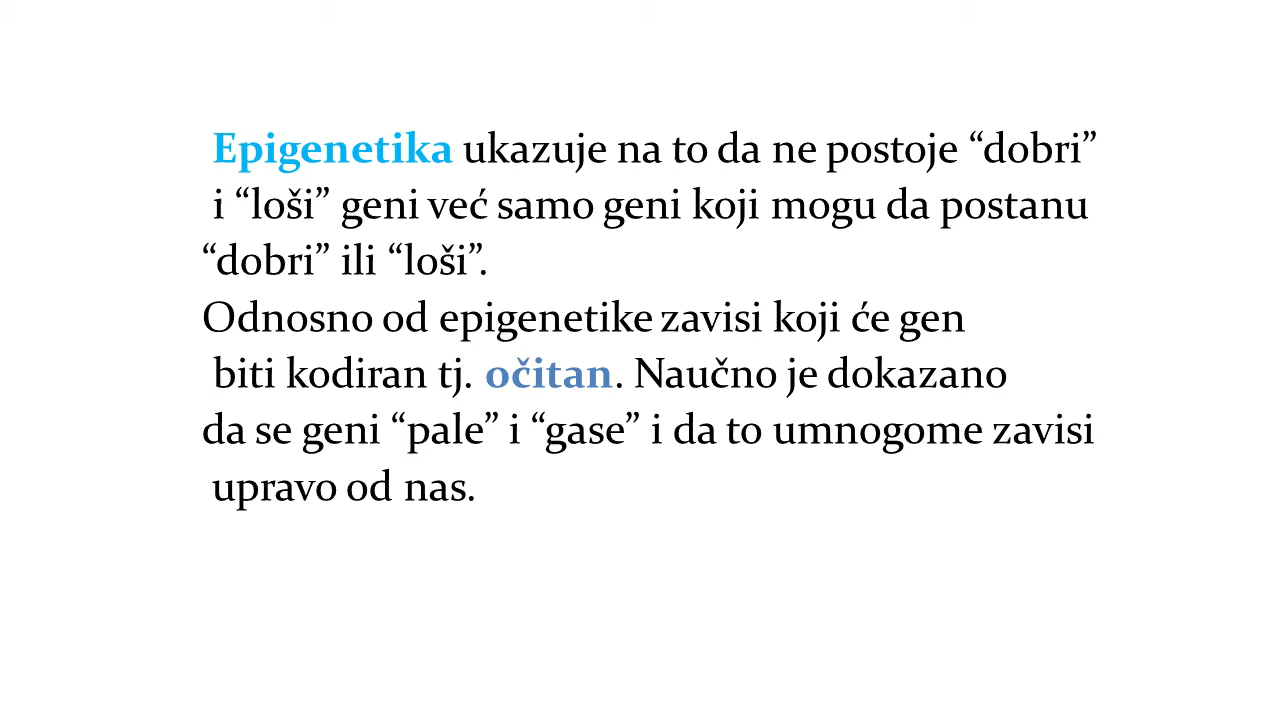 Epigenetika ukazuje na to da ne postoje “dobri”
i “loši” geni već samo geni koji mogu da postanu
“dobri” ili “loši”.
Odnosno od epigenetike zavisi koji će gen
biti kodiran tj. očitan. Naučno je dokazano
da se geni “pale” i “gase” i da to umnogome zavisi
upravo od nas.